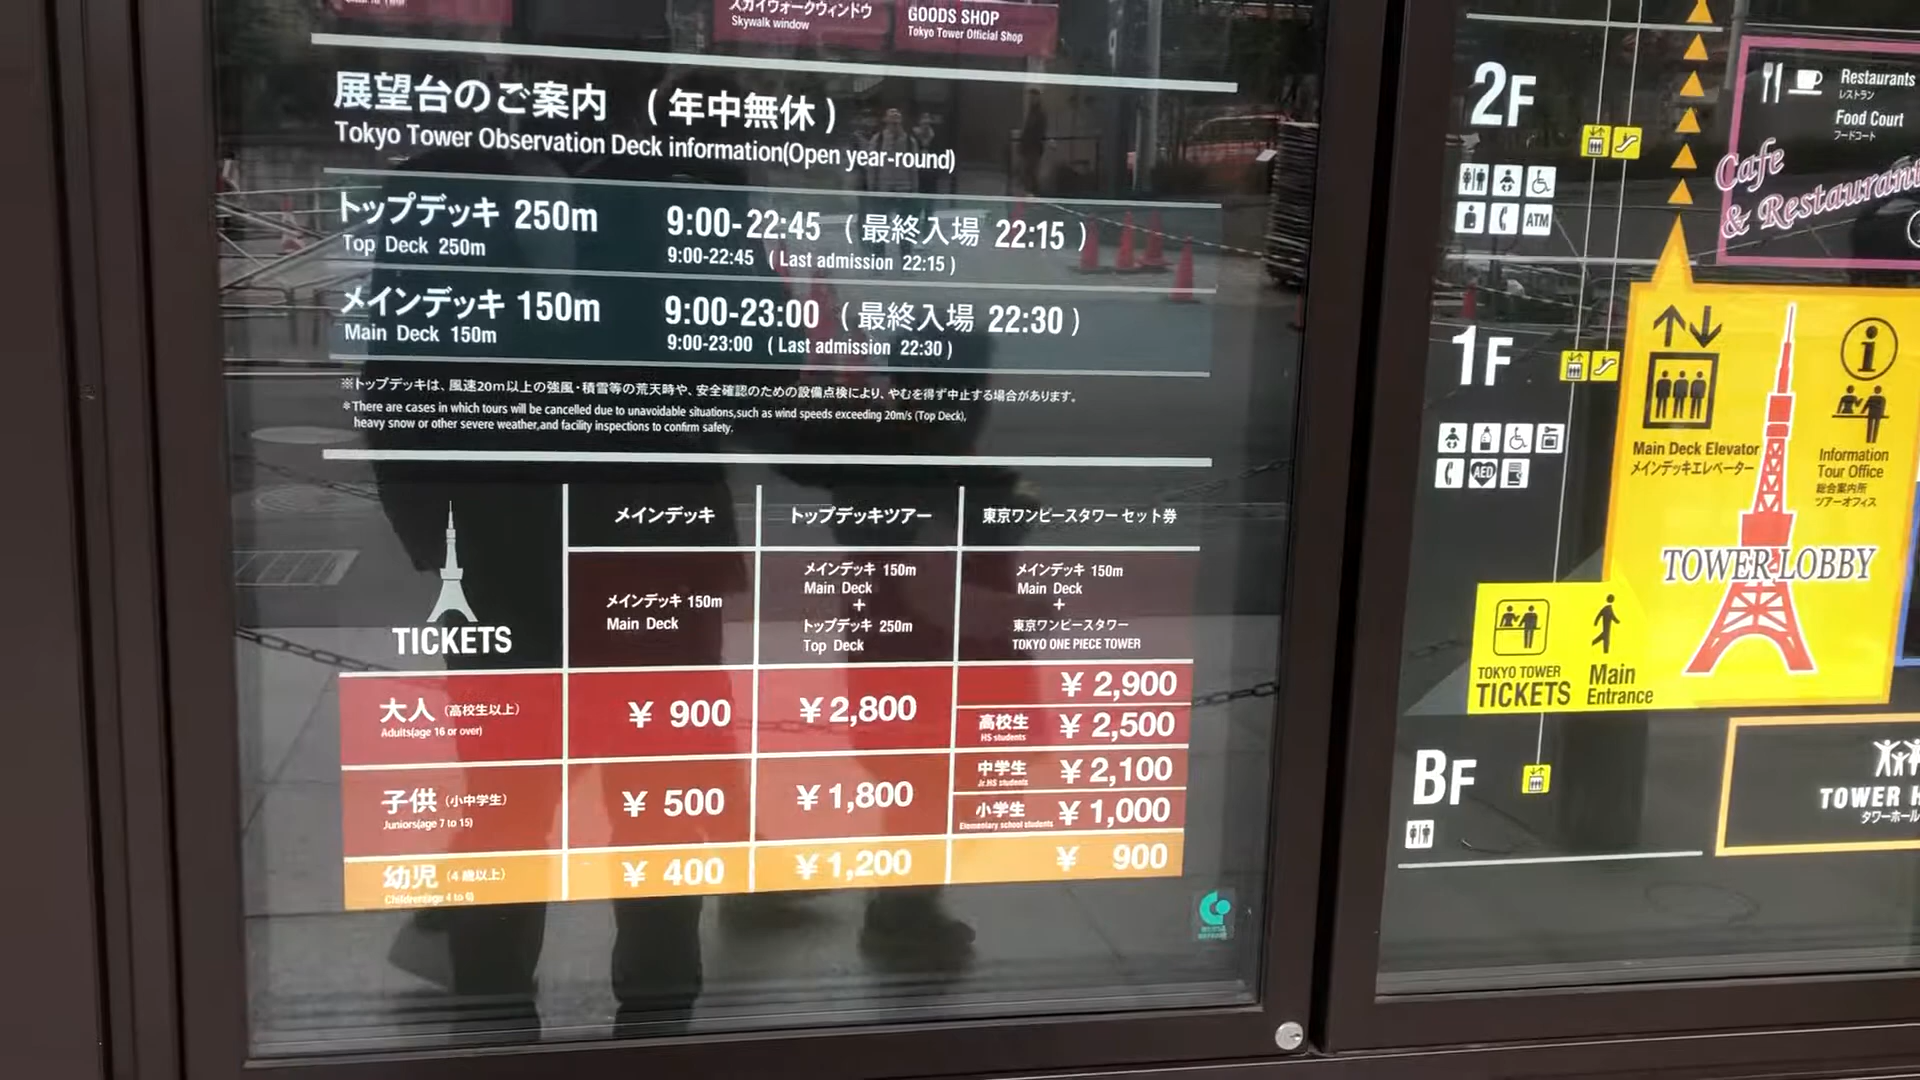 スカイウォークウィンドウ
Skywalk window
GOODS SHOP
Tokyo Tower Official Shop
展望台のご案内 (年中無休)
Tokyo Tower Observation Deck information(Open year-round)
トップデッキ 250m 9:00-22:45 (最終入場 22:15)
Top Deck 250m 9:00-22:45 (Last admission 22:15)
メインデッキ 150m 9:00-23:00 (最終入場 22:30)
Main Deck 150m 9:00-23:00 (Last admission 22:30)
※トップデッキは、風速20m以上の強風・積雪等の荒天時や、安全確認のための設備点検により、やむを得ず中止する場合があります。
※There are cases in which tours will be cancelled due to unavoidable situations,such as wind speeds exceeding 20m/s (Top Deck),
heavy snow or other severe weather,and facility inspections to confirm safety.
TICKETS
メインデッキ トップデッキツアー 東京ワンピースタワー セット券
メインデッキ 150m
Main Deck
メインデッキ 150m
Main Deck
+
トップデッキ 250m
Top Deck
メインデッキ 150m
Main Deck
+
東京ワンピースタワー
TOKYO ONE PIECE TOWER
大人 (高校生以上)
Adults(age 16 or over)
¥ 900
¥2,800
¥ 2,900
高校生 ¥ 2,500
HS students
子供 (小中学生)
Juniors(age 7 to 15)
¥ 500
¥1,800
中学生 ¥ 2,100
Jr.HS students
小学生 ¥ 1,000
Elementary school students
幼児 (4歳以上)
Children(age 4 to 6)
¥ 400
¥1,200
¥ 900
2F
ATM
Restaurants
レストラン
Food Court
フードコート
Cafe
& Restaurant
1F
AED
Main Deck Elevator
メインデッキエレベーター
Information
Tour Office
総合案内所
ツアーオフィス
TOWER LOBBY
TOKYO TOWER
TICKETS
Main
Entrance
BF
TOWER H
タワーホール